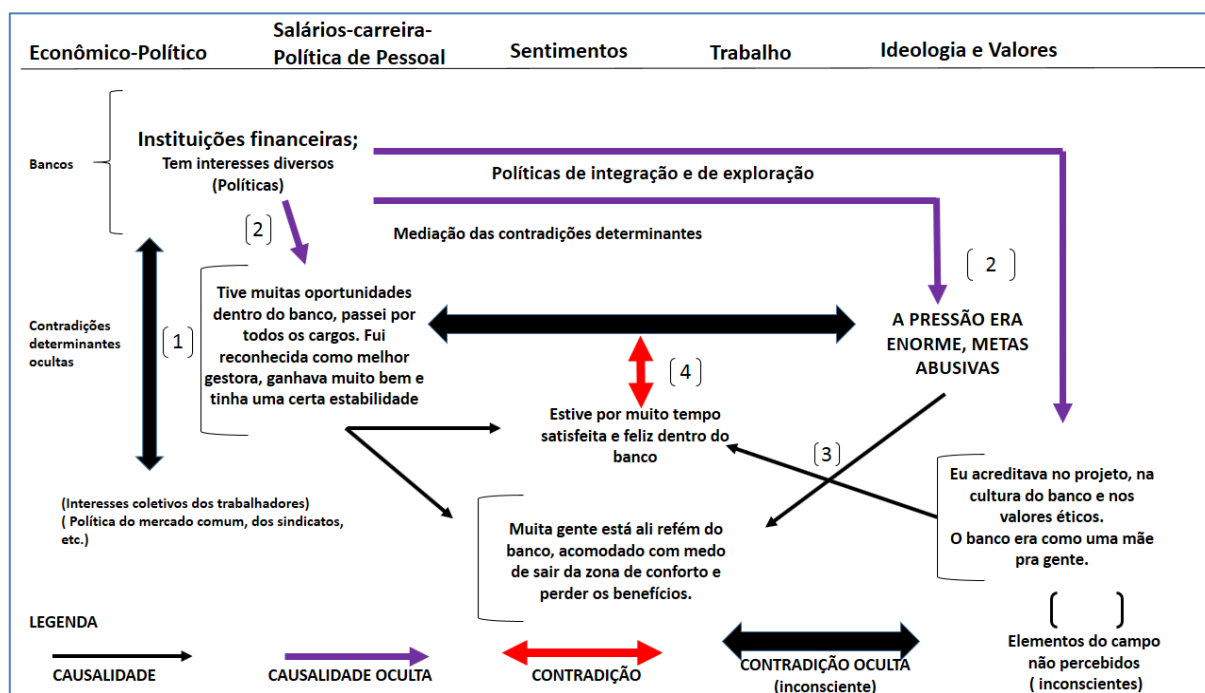 Econômico-Político
Salários-carreira-
Política de Pessoal
Sentimentos
Trabalho
Ideologia e Valores
Bancos
Instituições financeiras;
Tem interesses diversos
(Políticas)
Políticas de integração e de exploração
[2]
Mediação das contradições determinantes
[2]
Contradições
determinantes
ocultas
[1]
Tive muitas oportunidades
dentro do banco, passei por
todos os cargos. Fui
reconhecida como melhor
gestora, ganhava muito bem e
tinha uma certa estabilidade
A PRESSÃO ERA
ENORME, METAS
ABUSIVAS
[4]
Estive por muito tempo
satisfeita e feliz dentro do
banco
[3]
Eu acreditava no projeto, na
cultura do banco e nos
valores éticos.
O banco era como uma mãe
pra gente.
(Interesses coletivos dos trabalhadores)
( Política do mercado comum, dos sindicatos,
etc.)
Muita gente está ali refém do
banco, acomodado com medo
de sair da zona de conforto e
perder os benefícios.
LEGENDA
CAUSALIDADE
CAUSALIDADE OCULTA
CONTRADIÇÃO
CONTRADIÇÃO OCULTA
(inconsciente)
Elementos do campo
não percebidos
( inconscientes)